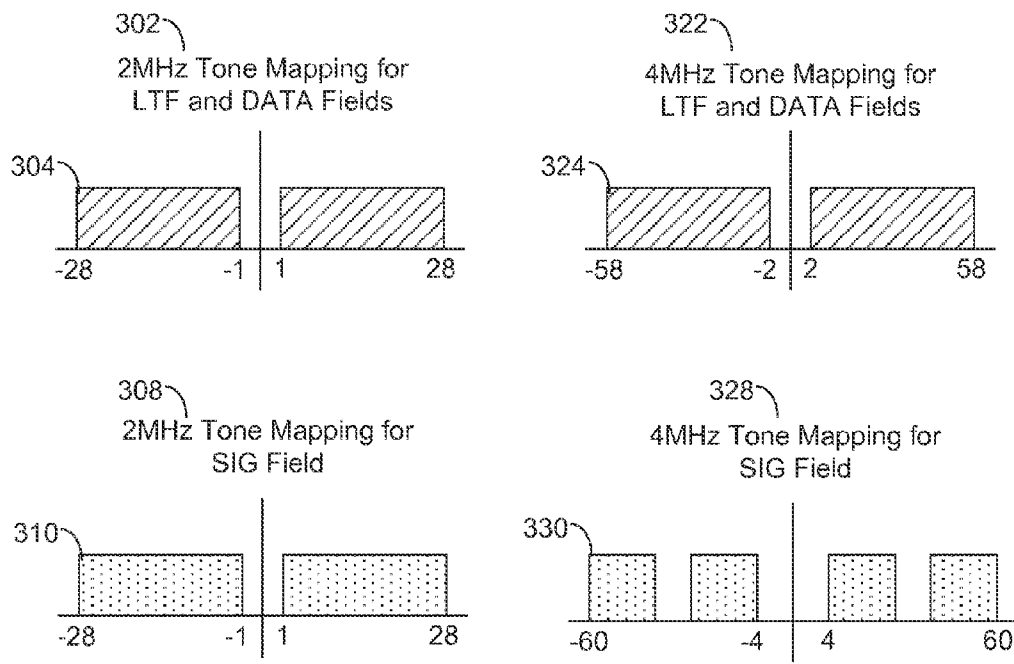 302
2MHz Tone Mapping for
LTF and DATA Fields
304
-28 -1 1 28
322
4MHz Tone Mapping for
LTF and DATA Fields
324
-58 -2 2 58
308
2MHz Tone Mapping for
SIG Field
310
-28 -1 1 28
328
4MHz Tone Mapping for
SIG Field
330
-60 -4 4 60